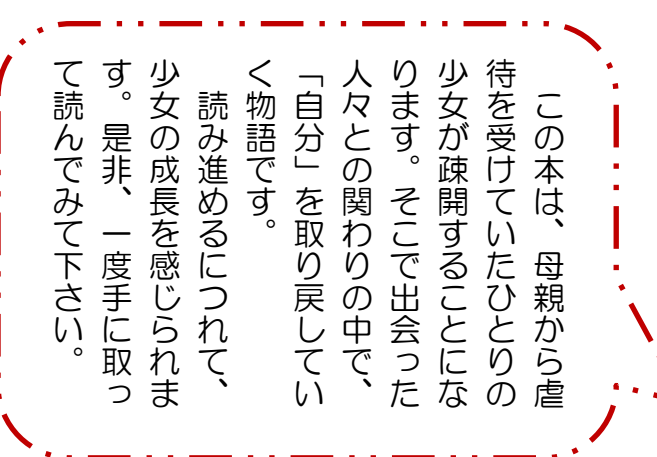 この本は、母親から虐
待を受けていたひとりの
少女が疎開することにな
ります。そこで出会った
人々との関わりの中で、
「自分」を取り戻してい
く物語です。
読み進めるにつれて、
少女の成長を感じられま
す。是非、一度手に取っ
て読んでみて下さい。